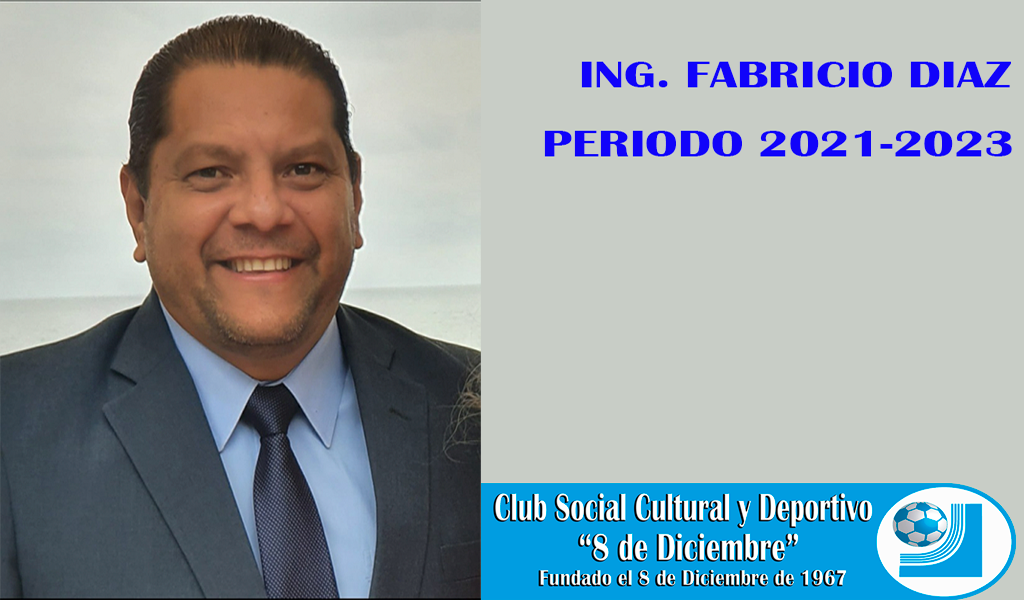 ING. FABRICIO DIAZ
PERIODO 2021-2023
Club Social Cultural y Deportivo
“8 de Diciembre”
Fundado el 8 de Diciembre de 1967